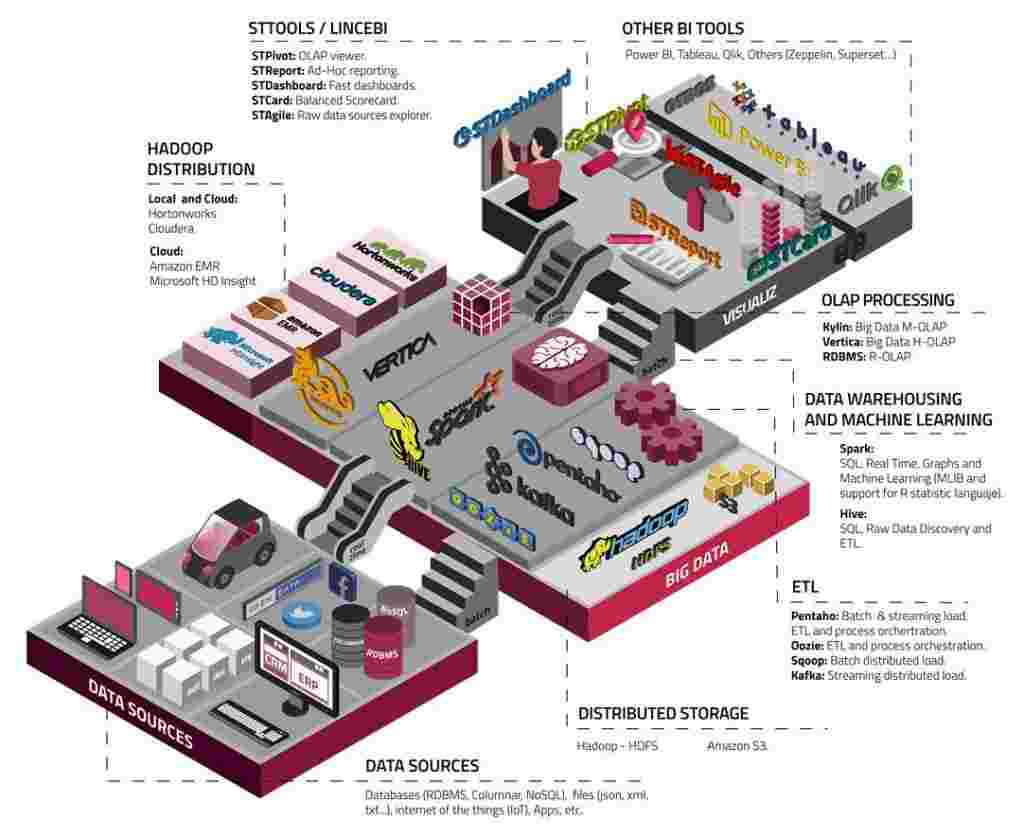 STTOOLS / LINCEBI
STPivot: OLAP viewer.
STReport: Ad-Hoc reporting.
STDashboard: Fast dashboards.
STCard: Balanced Scorecard.
STAgile: Raw data sources explorer.
OTHER BI TOOLS
Power BI, Tableau, Qlik, Others (Zeppelin, Superset...)
HADOOP
DISTRIBUTION
Local and Cloud:
Hortonworks
Cloudera
Cloud:
Amazon EMR
Microsoft HD Insight
STDashboard
STPivot
STReport
STCard
tableau
Power BI
Qlik
VISUALIZ
Hortonworks
cloudera
amazon
EMR
VERTICA
Spark
HIVE
sqoop
pentaho
kafka
oozie
hadoop
HDFS
S3
BIG DATA
batch
batch
OLAP PROCESSING
Kylin: Big Data M-OLAP
Vertica: Big Data H-OLAP
RDBMS: R-OLAP
DATA WAREHOUSING
AND MACHINE LEARNING
Spark:
SQL, Real Time, Graphs and
Machine Learning (MLIB and
support for R statistic languaje).
Hive:
SQL, Raw Data Discovery and
ETL.
ETL
Pentaho: Batch & streaming load,
ETL and process orchertration.
Oozie: ETL and process orchestration.
Sqoop: Batch distributed load.
Kafka: Streaming distributed load.
DISTRIBUTED STORAGE
Hadoop - HDFS Amazon S3.
NoSQL
RDBMS
CRM
ERP
DATA SOURCES
DATA SOURCES
Databases (RDBMS, Columnar, NoSQL), files (json, xml,
txt...), internet of the things (IoT), Apps, etc.